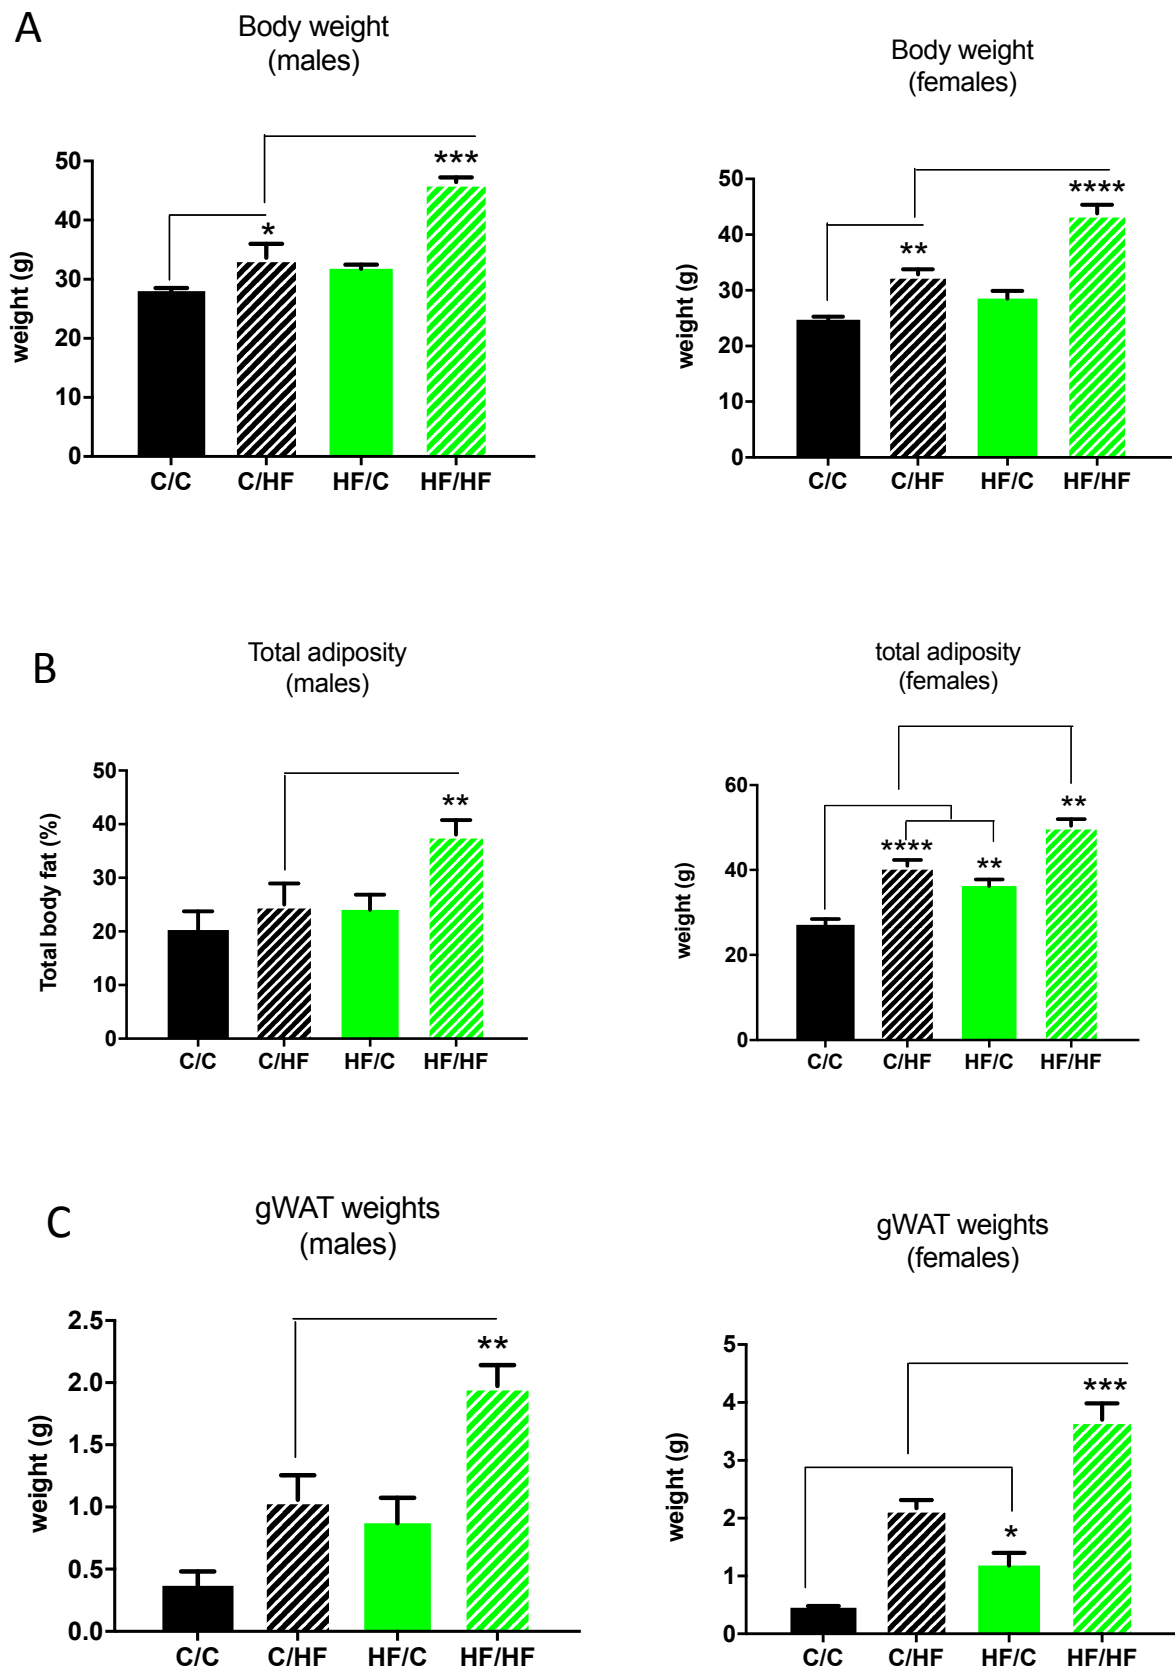 A
Body weight
(males)
weight (g)
50
40
30
20
10
0
*
***
C/C C/HF HF/C HF/HF
Body weight
(females)
weight (g)
50
40
30
20
10
0
**
****
C/C C/HF HF/C HF/HF
B
Total adiposity
(males)
Total body fat (%)
50
40
30
20
10
0
**
C/C C/HF HF/C HF/HF
total adiposity
(females)
weight (g)
60
40
20
0
****
**
**
C/C C/HF HF/C HF/HF
C
gWAT weights
(males)
weight (g)
2.5
2.0
1.5
1.0
0.5
0.0
**
C/C C/HF HF/C HF/HF
gWAT weights
(females)
weight (g)
5
4
3
2
1
0
*
***
C/C C/HF HF/C HF/HF